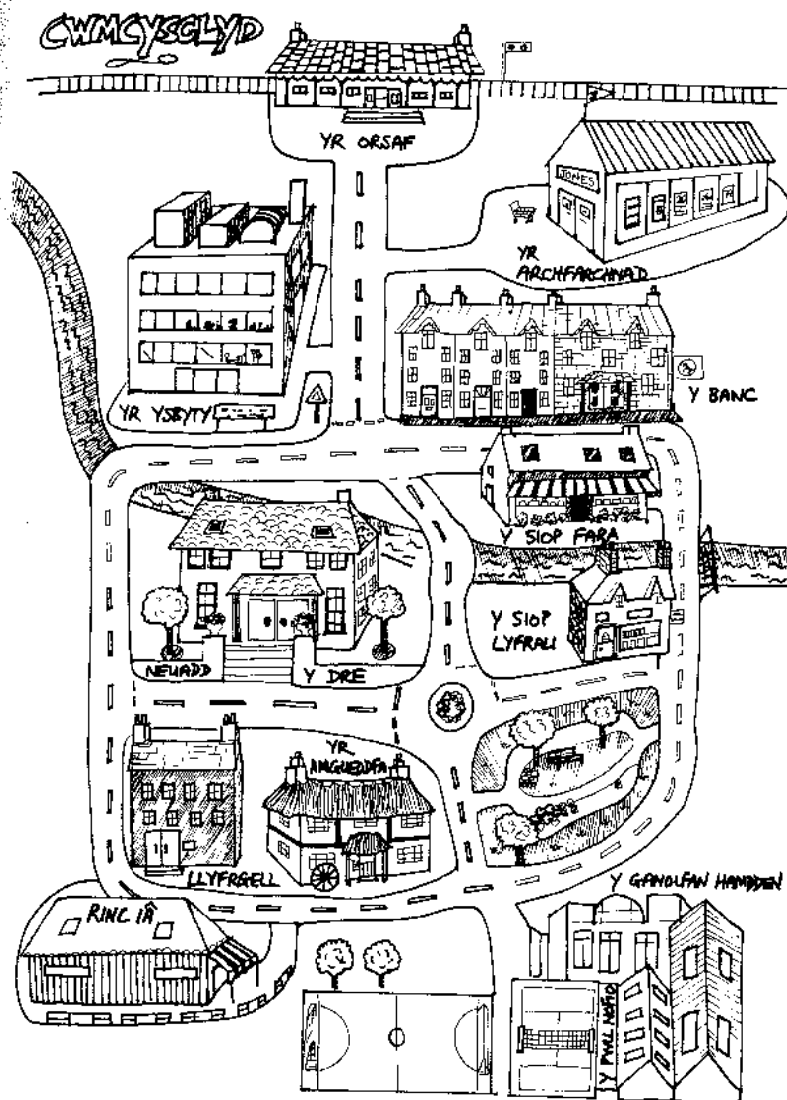 CWMCYSGLYD
YR ORSAF
JONES
YR
ARCHFARCHNAD
YR YSBYTY
Y BANC
Y SIOP FARA
Y SIOP
LYFRAU
NEUADD Y DRE
YR
AMGUEDDFA
LLYFRGELL
Y GANOLFAN HAMDDEN
RINC IÂ
Y PWLL NOFIO